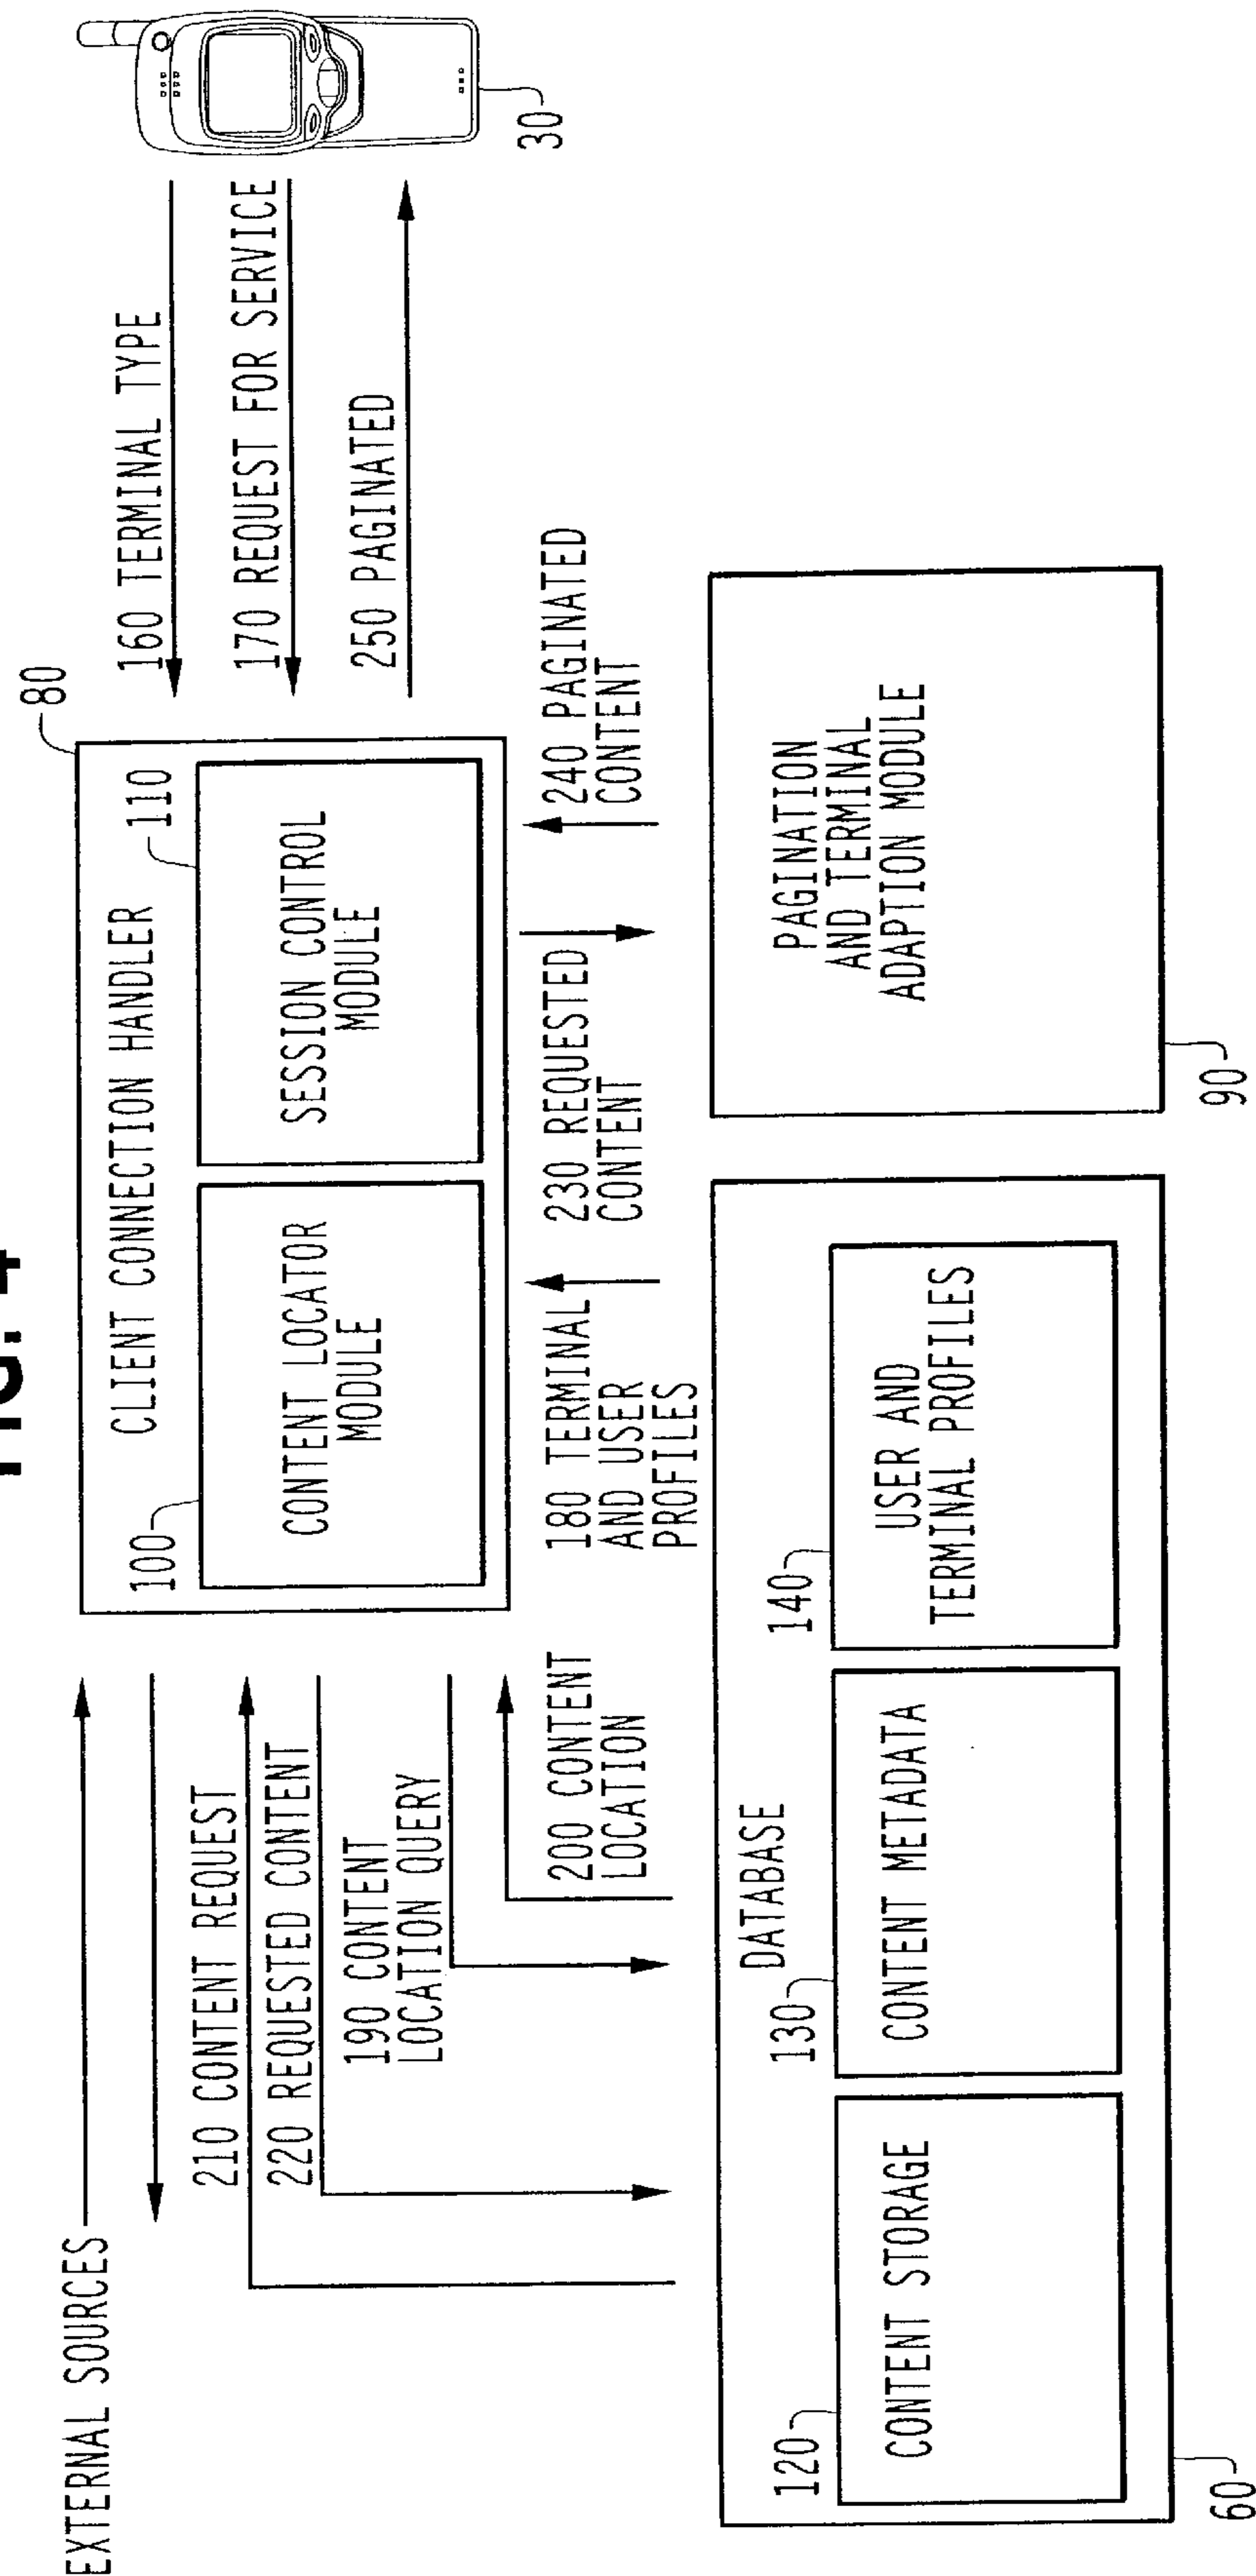 FIG. 4
EXTERNAL SOURCES
80
CLIENT CONNECTION HANDLER
100
110
CONTENT LOCATOR
MODULE
SESSION CONTROL
MODULE
160 TERMINAL TYPE
170 REQUEST FOR SERVICE
250 PAGINATED
30
210 CONTENT REQUEST
220 REQUESTED CONTENT
190 CONTENT
LOCATION QUERY
200 CONTENT
LOCATION
180 TERMINAL
AND USER
PROFILES
230 REQUESTED
CONTENT
240 PAGINATED
CONTENT
DATABASE
120
130
140
CONTENT STORAGE
CONTENT METADATA
USER AND
TERMINAL PROFILES
60
PAGINATION
AND TERMINAL
ADAPTION MODULE
90